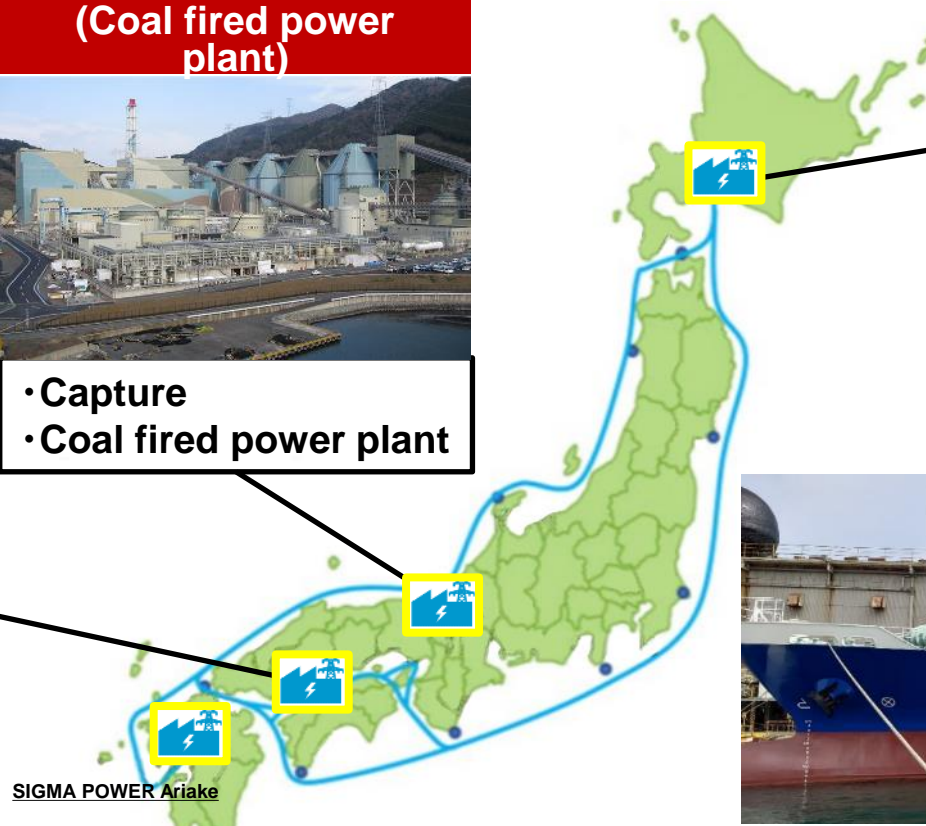 (Coal fired power
plant)
・Capture
・Coal fired power plant
SIGMA POWER Ariake